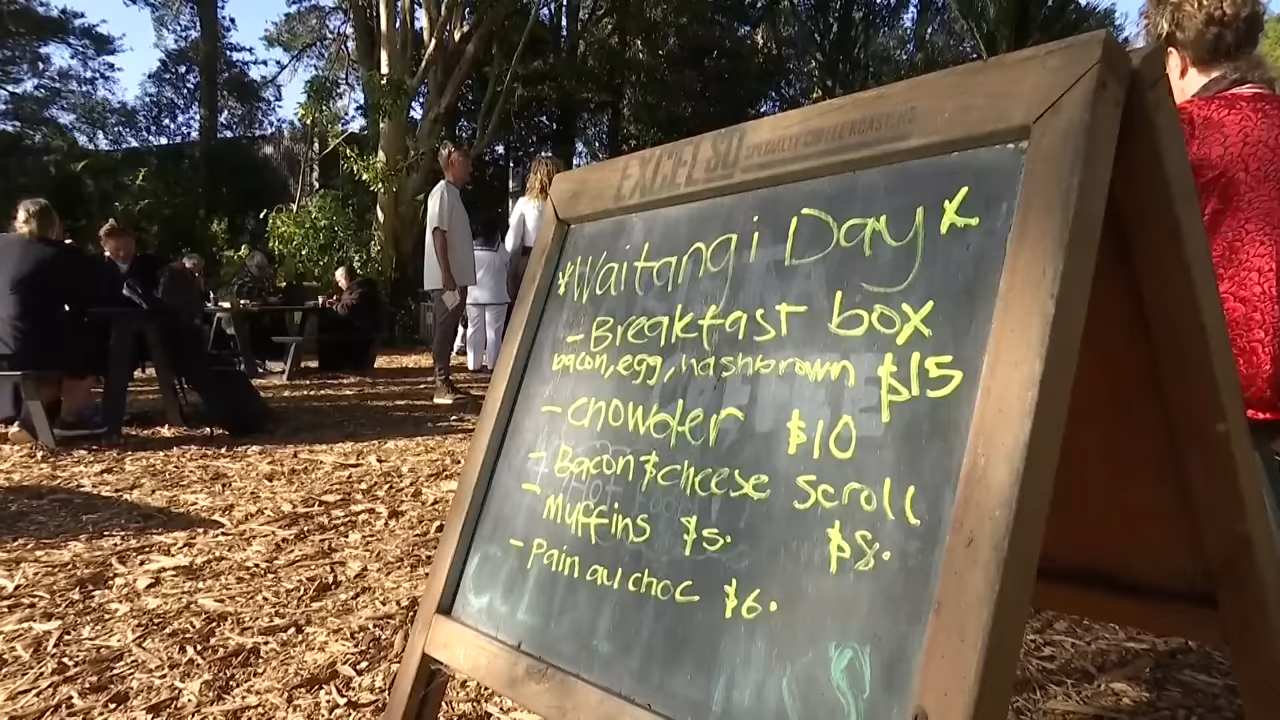 EXCELSO SPECIALTY COFFEE ROASTERS
*Waitangi Day*
- Breakfast box
bacon, egg, hashbrown $15
- chowder $10
- Bacon & cheese scroll
$8.
- Muffins $5.
- Pain au choc $6.